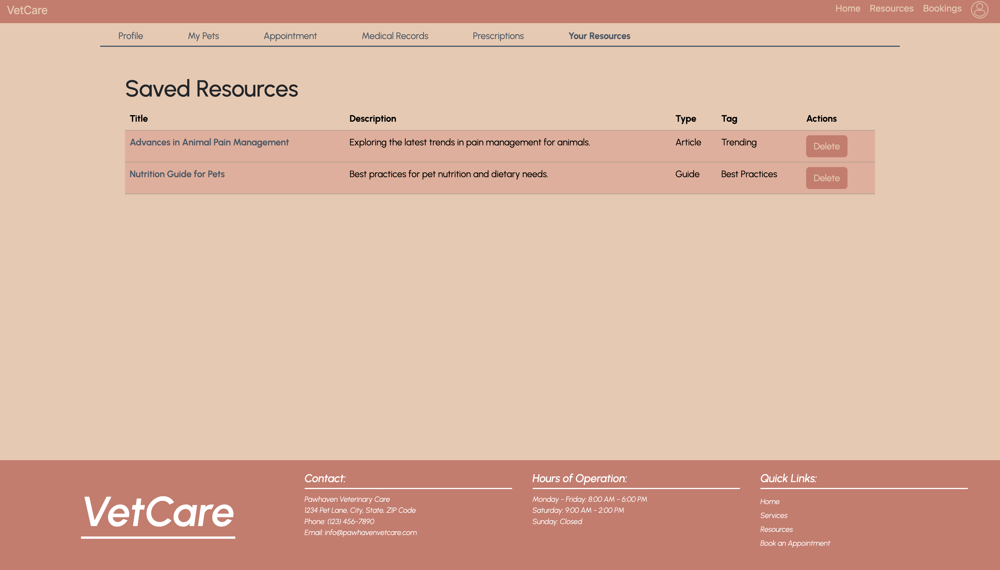 VetCare Home Resources Bookings
Profile My Pets Appointment Medical Records Prescriptions Your Resources
Saved Resources
Title Description Type Tag Actions
Advances in Animal Pain Management Exploring the latest trends in pain management for animals. Article Trending Delete
Nutrition Guide for Pets Best practices for pet nutrition and dietary needs. Guide Best Practices Delete
VetCare
Contact:
Pawhaven Veterinary Care
1234 Pet Lane, City, State, ZIP Code
Phone: (123) 456-7890
Email: info@pawhavenvetcare.com
Hours of Operation:
Monday - Friday: 8:00 AM - 6:00 PM
Saturday: 9:00 AM - 2:00 PM
Sunday: Closed
Quick Links:
Home
Services
Resources
Book an Appointment